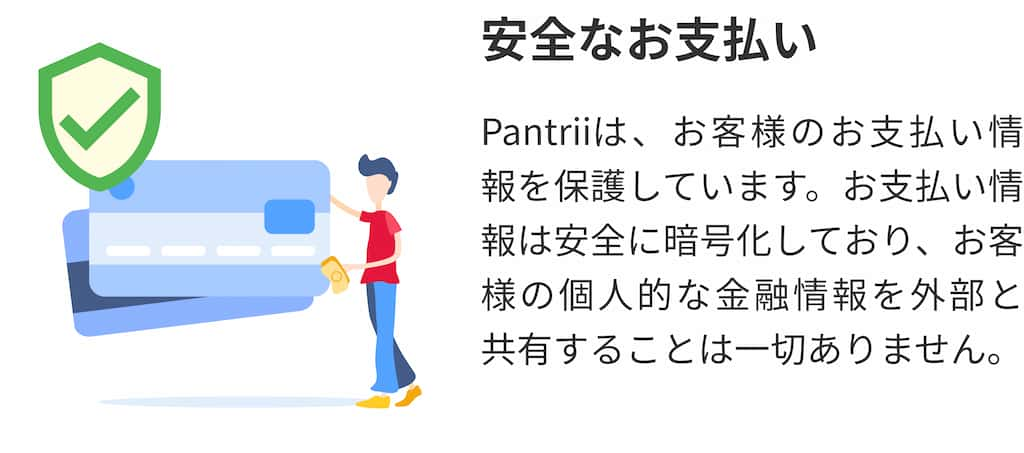 安全なお支払い
Pantriiは、お客様のお支払い情
報を保護しています。お支払い情
報は安全に暗号化しており、お客
様の個人的な金融情報を外部と
共有することは一切ありません。